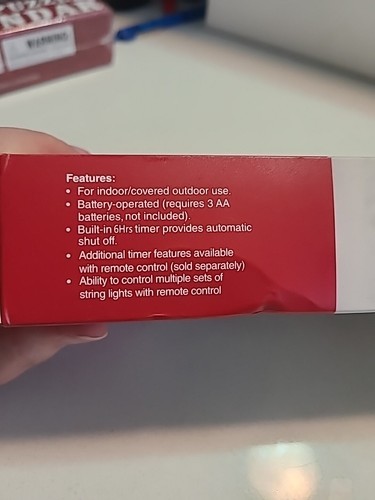 NDAR
WARNING
Features:
• For indoor/covered outdoor use.
• Battery-operated (requires 3 AA
batteries, not included).
• Built-in 6Hrs timer provides automatic
shut off.
• Additional timer features available
with remote control (sold separately)
• Ability to control multiple sets of
string lights with remote control